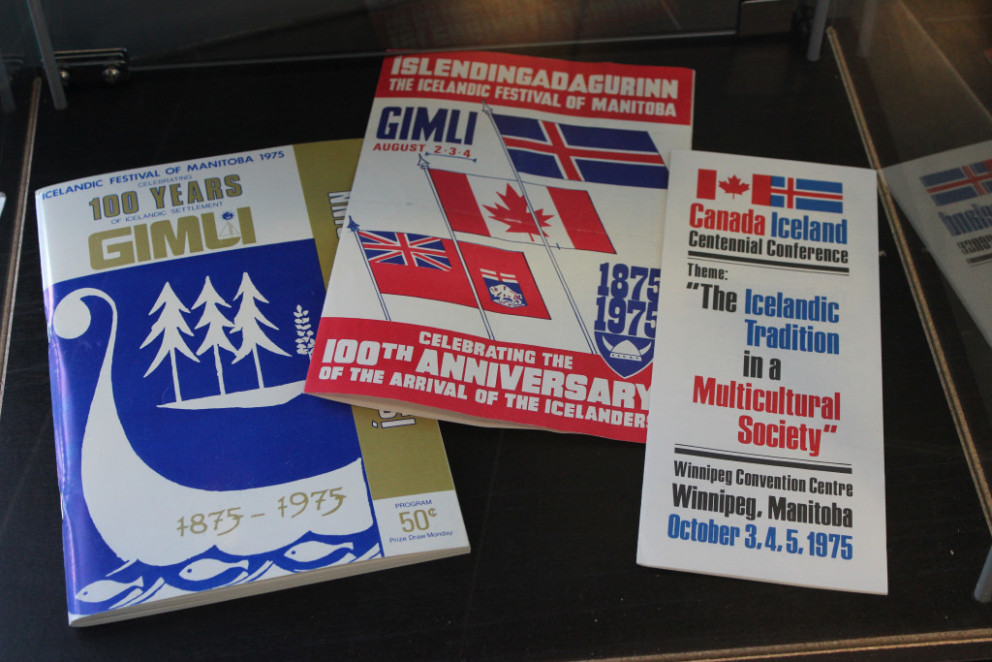 ICELANDIC FESTIVAL OF MANITOBA 1975
CELEBRATING
100 YEARS
OF ICELANDIC SETTLEMENT
GIMLI
1875 - 1975
PROGRAM
50¢
Prize Draw Monday
ISLENDINGADAGURINN
THE ICELANDIC FESTIVAL OF MANITOBA
GIMLI
AUGUST 2-3-4
1875
1975
CELEBRATING THE
100TH ANNIVERSARY
OF THE ARRIVAL OF THE ICELANDERS
Canada Iceland
Centennial Conference
Theme:
"The Icelandic
Tradition
in a
Multicultural
Society"
Winnipeg Convention Centre
Winnipeg, Manitoba
October 3,4,5, 1975